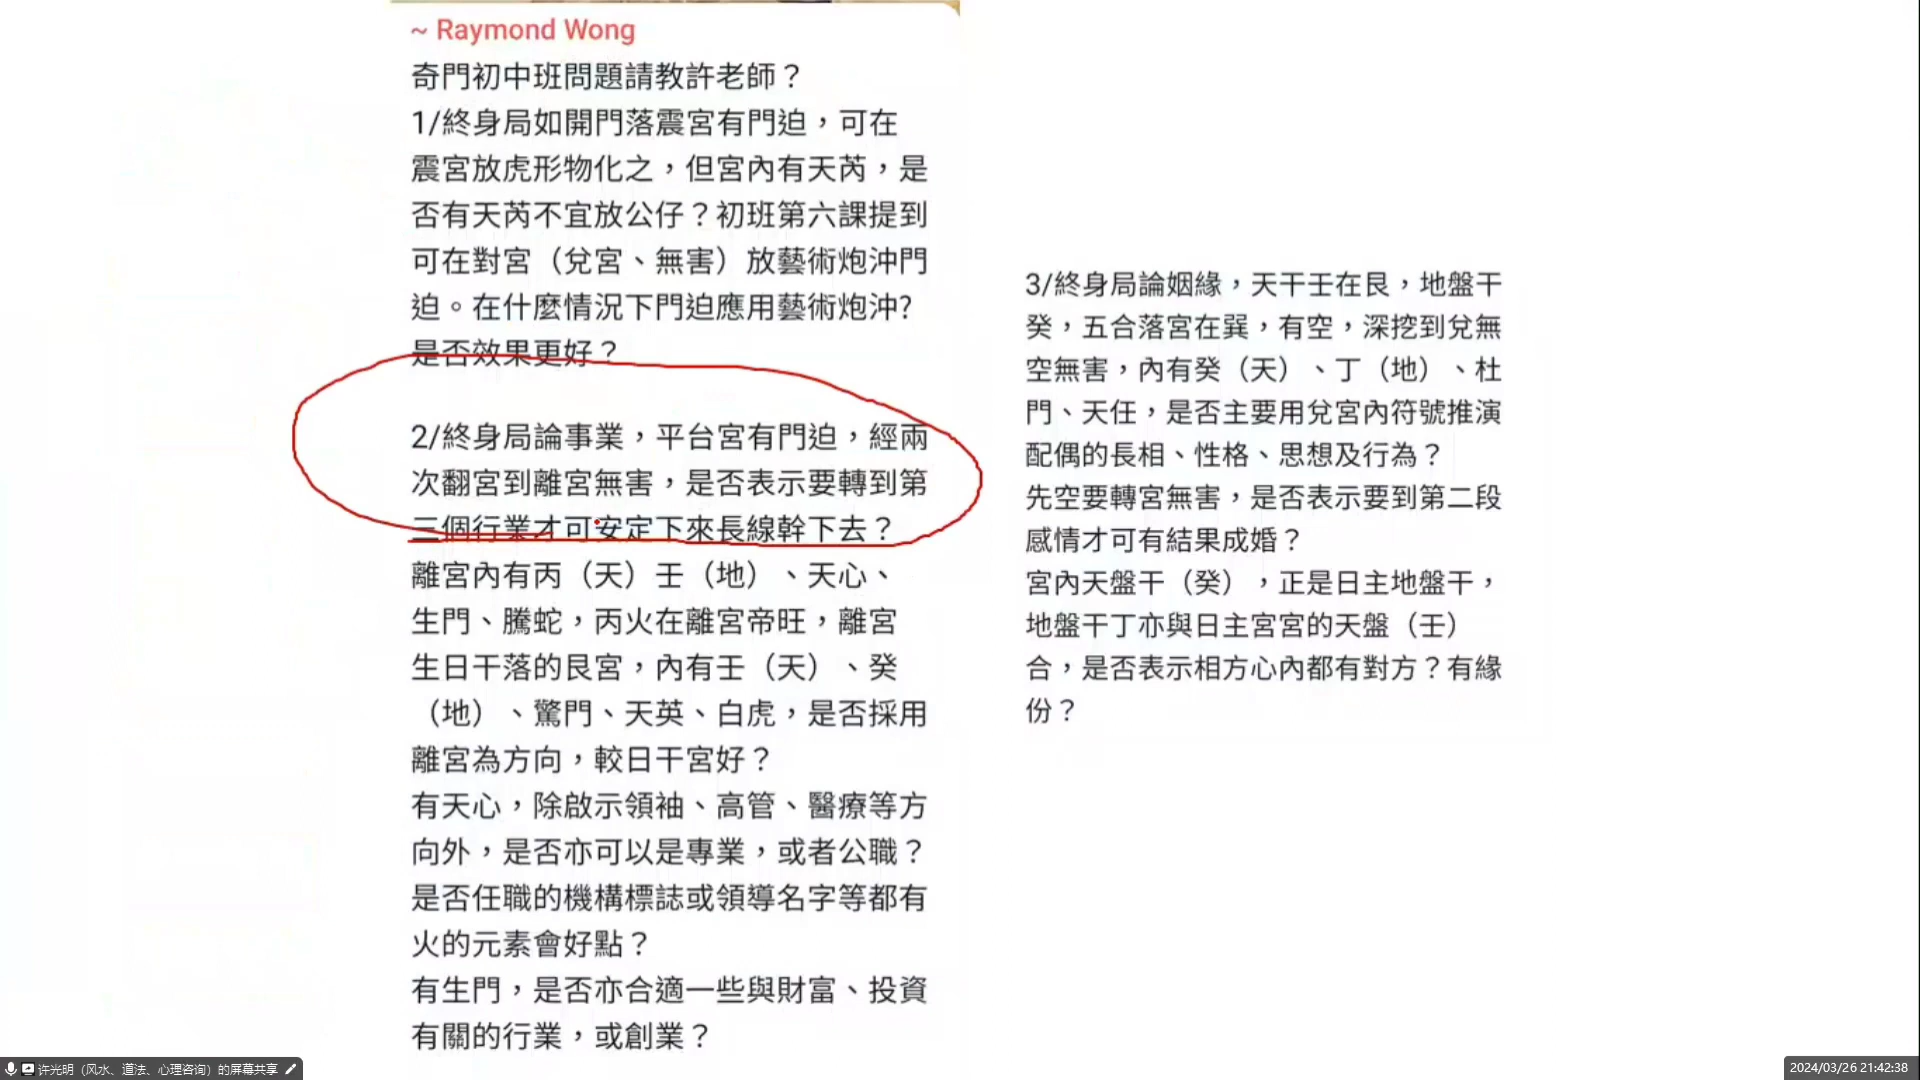 ~ Raymond Wong
奇門初中班問題請教許老師？
1/終身局如開門落震宮有門迫，可在
震宮放虎形物化之，但宮內有天芮，是
否有天芮不宜放公仔？初班第六課提到
可在對宮（兌宮、無害）放藝術炮沖門
迫。在什麼情況下門迫應用藝術炮沖?
是否效果更好？
2/終身局論事業，平台宮有門迫，經兩
次翻宮到離宮無害，是否表示要轉到第
三個行業才可安定下來長線幹下去？
離宮內有丙（天）壬（地）、天心、
生門、騰蛇，丙火在離宮帝旺，離宮
生日干落的艮宮，內有壬（天）、癸
（地）、驚門、天英、白虎，是否採用
離宮為方向，較日干宮好？
有天心，除啟示領袖、高管、醫療等方
向外，是否亦可以是專業，或者公職？
是否任職的機構標誌或領導名字等都有
火的元素會好點？
有生門，是否亦合適一些與財富、投資
有關的行業，或創業？
3/終身局論姻緣，天干壬在艮，地盤干
癸，五合落宮在巽，有空，深挖到兌無
空無害，內有癸（天）、丁（地）、杜
門、天任，是否主要用兌宮內符號推演
配偶的長相、性格、思想及行為？
先空要轉宮無害，是否表示要到第二段
感情才可有結果成婚？
宮內天盤干（癸），正是日主地盤干，
地盤干丁亦與日主宮宮的天盤（壬）
合，是否表示相方心內都有對方？有緣
份？
许光明（风水、道法、心理咨询）的屏幕共享
2024/03/26 21:42:38